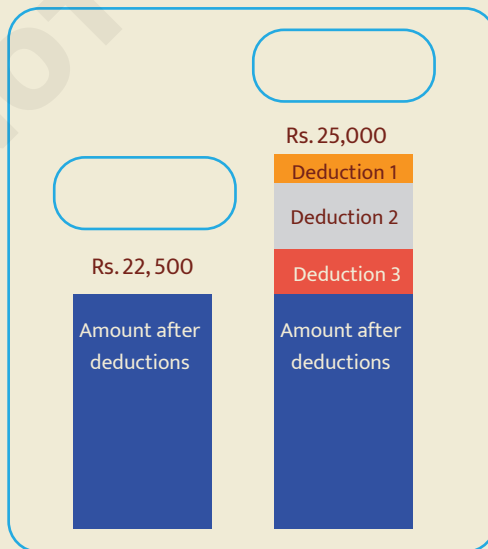 Rs. 25,000
Deduction 1
Deduction 2
Deduction 3
Amount after
deductions
Rs. 22, 500
Amount after
deductions